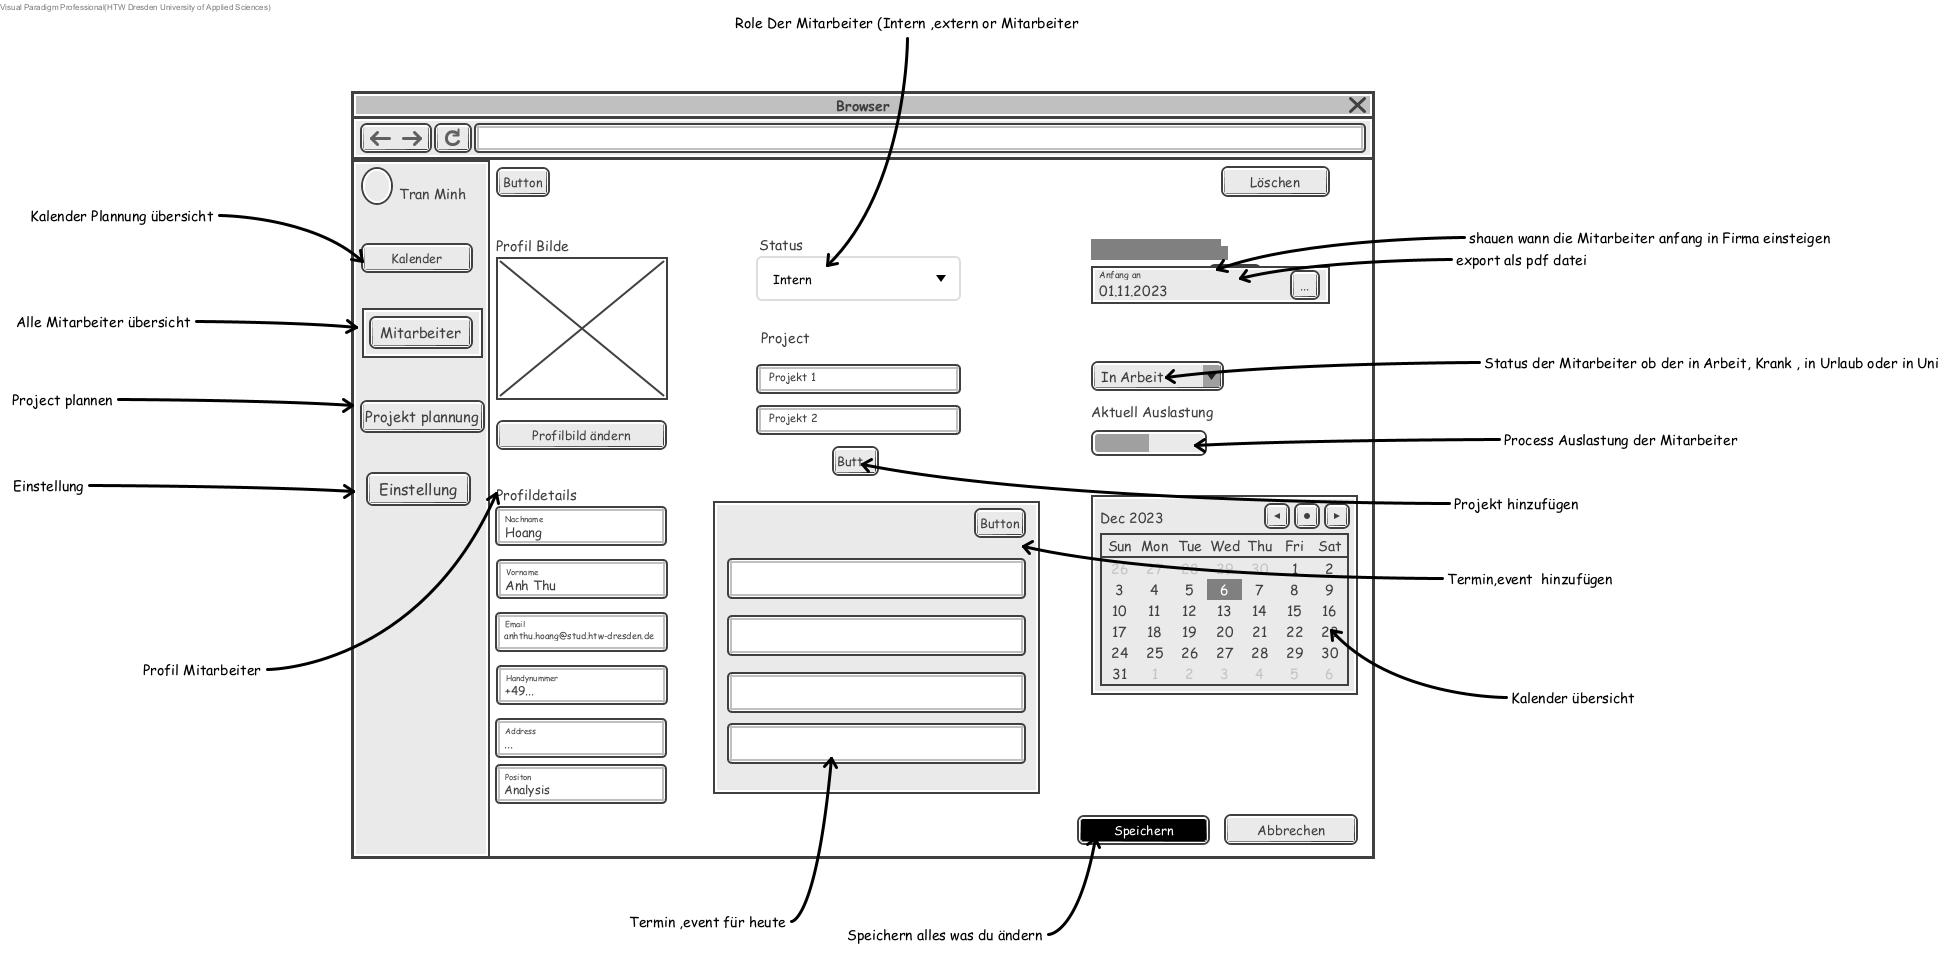 Visual Paradigm Professional(HTW Dresden University of Applied Sciences)
Role Der Mitarbeiter (Intern ,extern or Mitarbeiter
Browser
Tran Minh
Button
Löschen
Kalender Plannung übersicht
Kalender
Profil Bilde
Status
Intern
shauen wann die Mitarbeiter anfang in Firma einsteigen
export als pdf datei
Anfang an
01.11.2023
...
Alle Mitarbeiter übersicht
Mitarbeiter
Project
Projekt 1
Projekt 2
In Arbeit
Status der Mitarbeiter ob der in Arbeit, Krank , in Urlaub oder in Uni
Project plannen
Projekt plannung
Profilbild ändern
Aktuell Auslastung
Process Auslastung der Mitarbeiter
Butt
Einstellung
Einstellung
Profildetails
Projekt hinzufügen
Nachname
Hoang
Vorname
Anh Thu
Email
anhthu.hoang@stud.htw-dresden.de
Handynummer
+49...
Address
...
Positon
Analysis
Button
Dec 2023
Sun Mon Tue Wed Thu Fri Sat
26 27 28 29 30 1 2
3 4 5 6 7 8 9
10 11 12 13 14 15 16
17 18 19 20 21 22 23
24 25 26 27 28 29 30
31 1 2 3 4 5 6
Termin,event  hinzufügen
Profil Mitarbeiter
Kalender übersicht
Speichern
Abbrechen
Termin ,event für heute
Speichern alles was du ändern